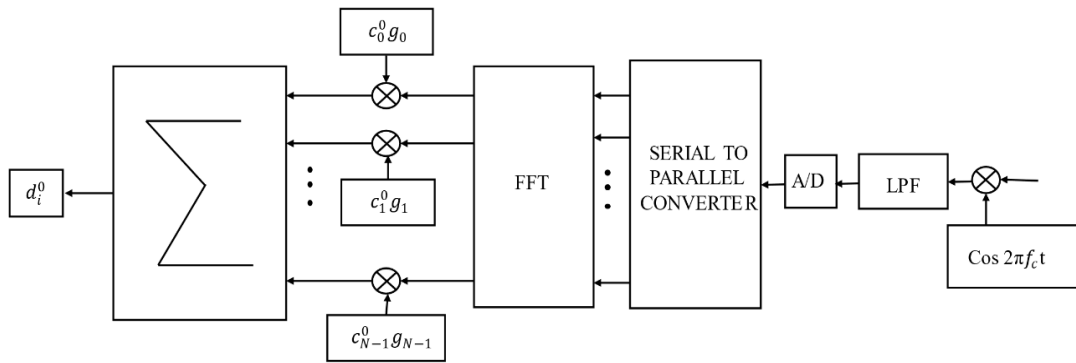 c_0^0 g_0
SERIAL TO
PARALLEL
CONVERTER
FFT
A/D
LPF
d_i^0
c_1^0 g_1
Cos 2πf_c t
c_{N−1}^0 g_{N−1}